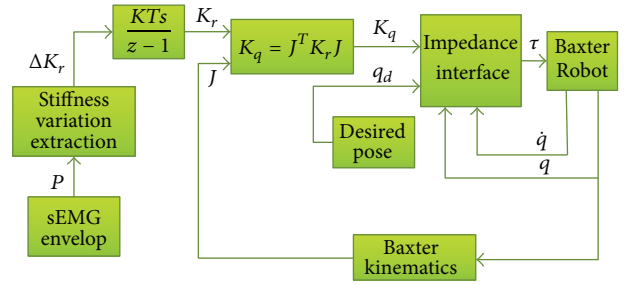 KTs
z − 1
K_r
K_q = J^T K_r J
K_q
Impedance
interface
τ
Baxter
Robot
ΔK_r
J
q_d
Stiffness
variation
extraction
Desired
pose
q̇
q
P
sEMG
envelop
Baxter
kinematics